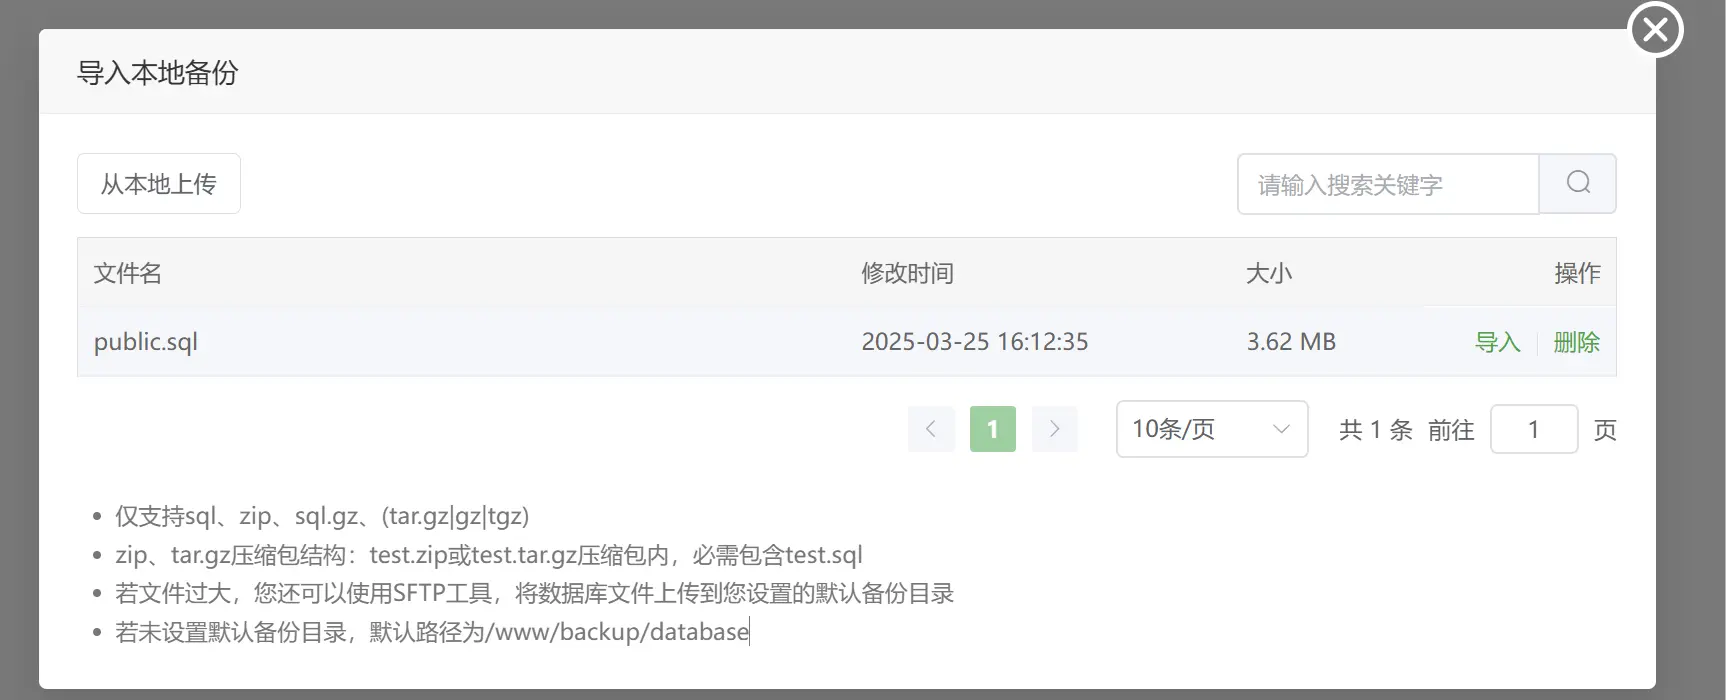 导入本地备份
从本地上传
请输入搜索关键字
文件名 修改时间 大小 操作
public.sql 2025-03-25 16:12:35 3.62 MB 导入 删除
1 10条/页 共 1 条 前往 1 页
仅支持sql、zip、sql.gz、(tar.gz|gz|tgz)
zip、tar.gz压缩包结构：test.zip或test.tar.gz压缩包内，必需包含test.sql
若文件过大，您还可以使用SFTP工具，将数据库文件上传到您设置的默认备份目录
若未设置默认备份目录，默认路径为/www/backup/database